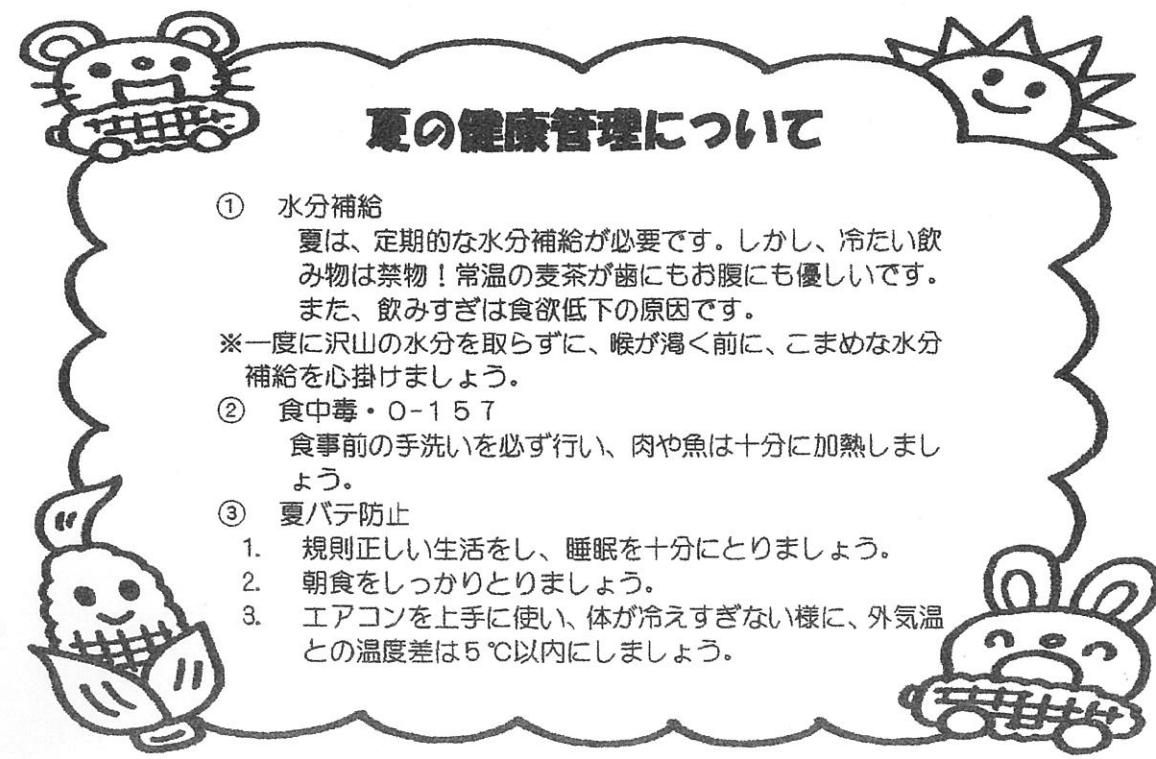 夏の健康管理について
① 水分補給
夏は、定期的な水分補給が必要です。しかし、冷たい飲
み物は禁物！常温の麦茶が歯にもお腹にも優しいです。
また、飲みすぎは食欲低下の原因です。
※一度に沢山の水分を取らずに、喉が渇く前に、こまめな水分
補給を心掛けましょう。
② 食中毒・O-157
食事前の手洗いを必ず行い、肉や魚は十分に加熱しまし
ょう。
③ 夏バテ防止
1. 規則正しい生活をし、睡眠を十分にとりましょう。
2. 朝食をしっかりとりましょう。
3. エアコンを上手に使い、体が冷えすぎない様に、外気温
との温度差は5℃以内にしましょう。